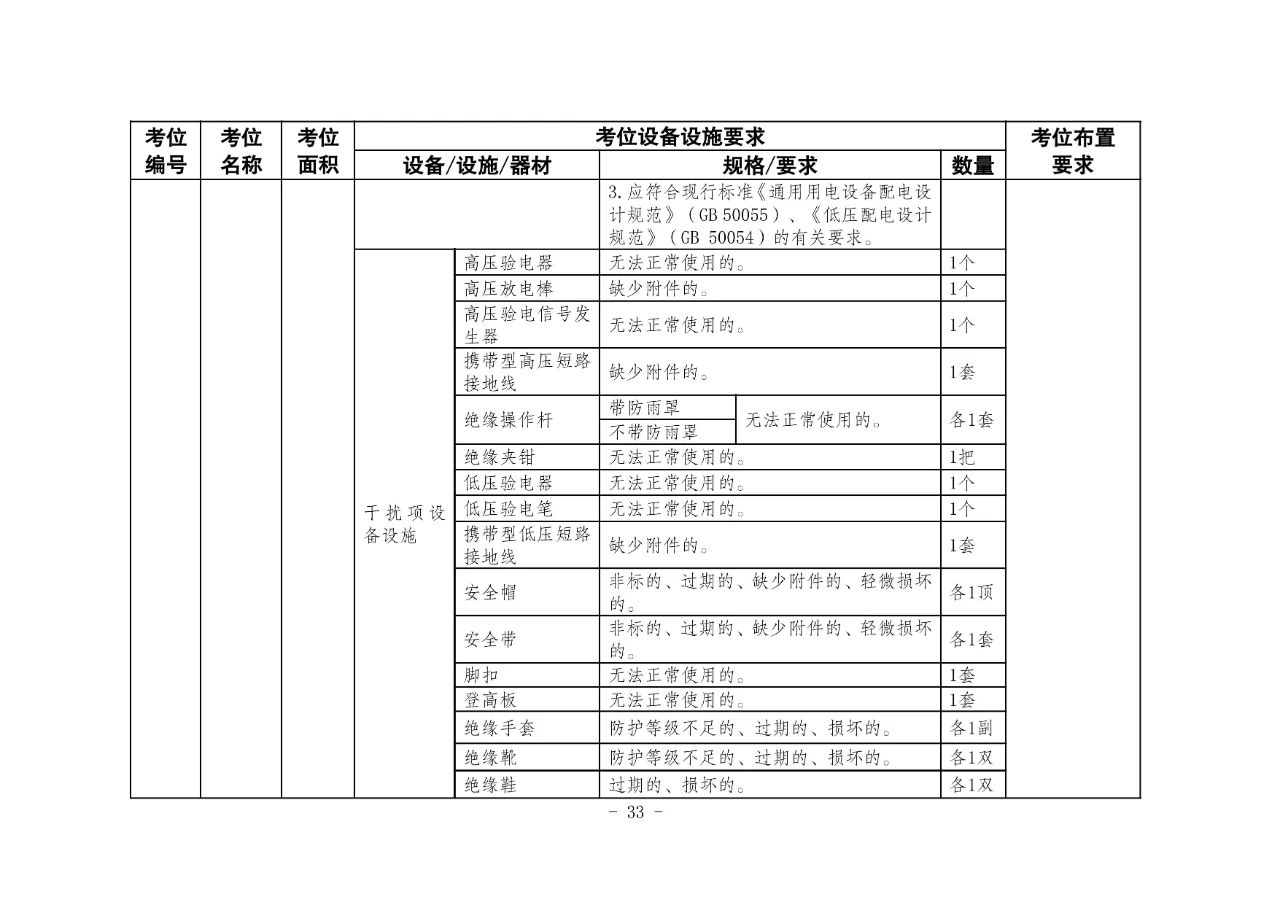 考位
编号
考位
名称
考位
面积
考位设备设施要求
考位布置
要求
设备/设施/器材
规格/要求
数量
3.应符合现行标准《通用用电设备配电设
计规范》（GB 50055）、《低压配电设计
规范》（GB 50054）的有关要求。
干扰项设
备设施
高压验电器
无法正常使用的。
1个
高压放电棒
缺少附件的。
1个
高压验电信号发
生器
无法正常使用的。
1个
携带型高压短路
接地线
缺少附件的。
1套
绝缘操作杆
带防雨罩
不带防雨罩
无法正常使用的。
各1套
绝缘夹钳
无法正常使用的。
1把
低压验电器
无法正常使用的。
1个
低压验电笔
无法正常使用的。
1个
携带型低压短路
接地线
缺少附件的。
1套
安全帽
非标的、过期的、缺少附件的、轻微损坏
的。
各1顶
安全带
非标的、过期的、缺少附件的、轻微损坏
的。
各1套
脚扣
无法正常使用的。
1套
登高板
无法正常使用的。
1套
绝缘手套
防护等级不足的、过期的、损坏的。
各1副
绝缘靴
防护等级不足的、过期的、损坏的。
各1双
绝缘鞋
过期的、损坏的。
各1双
- 33 -